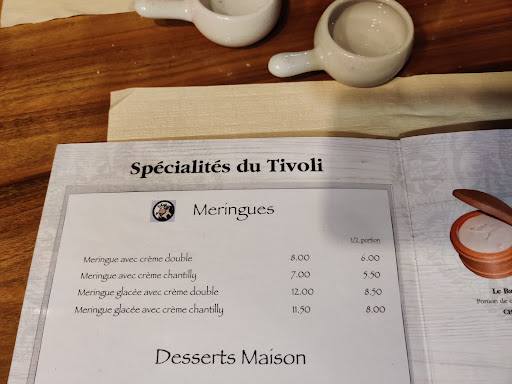 Spécialités du Tivoli
Meringues
1/2 portion
Meringue avec crème double 8.00 6.00
Meringue avec crème chantilly 7.00 5.50
Meringue glacée avec crème double 12.00 8.50
Meringue glacée avec crème chantilly 11.50 8.00
Desserts Maison
Le Ba
Portion de c